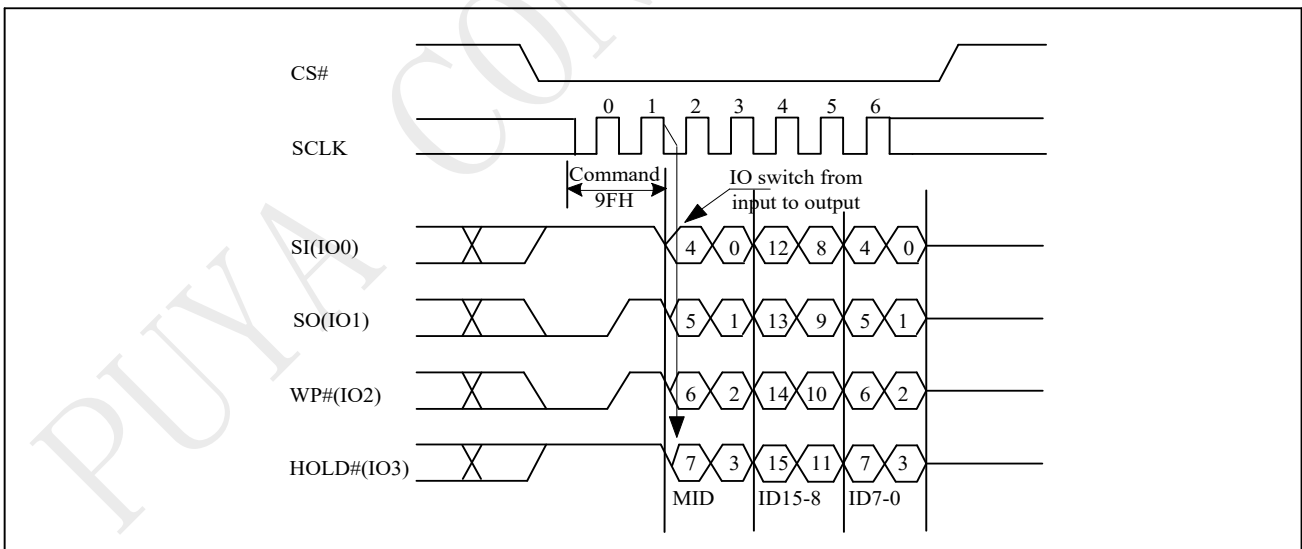 PUYA CON
CS#
0 1 2 3 4 5 6
SCLK
Command
9FH
IO switch from
input to output
SI(IO0)
4 0 12 8 4 0
SO(IO1)
5 1 13 9 5 1
WP#(IO2)
6 2 14 10 6 2
HOLD#(IO3)
7 3 15 11 7 3
MID ID15-8 ID7-0